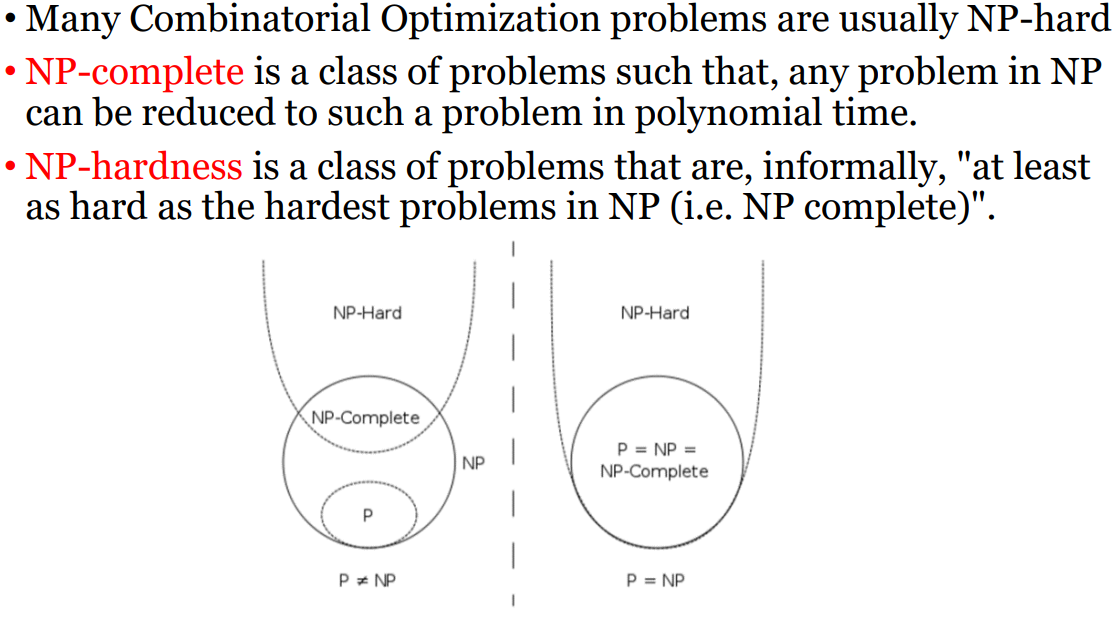 • Many Combinatorial Optimization problems are usually NP-hard
• NP-complete is a class of problems such that, any problem in NP
can be reduced to such a problem in polynomial time.
• NP-hardness is a class of problems that are, informally, "at least
as hard as the hardest problems in NP (i.e. NP complete)".
NP-Hard
NP-Complete
NP
P
P ≠ NP
NP-Hard
P = NP =
NP-Complete
P = NP